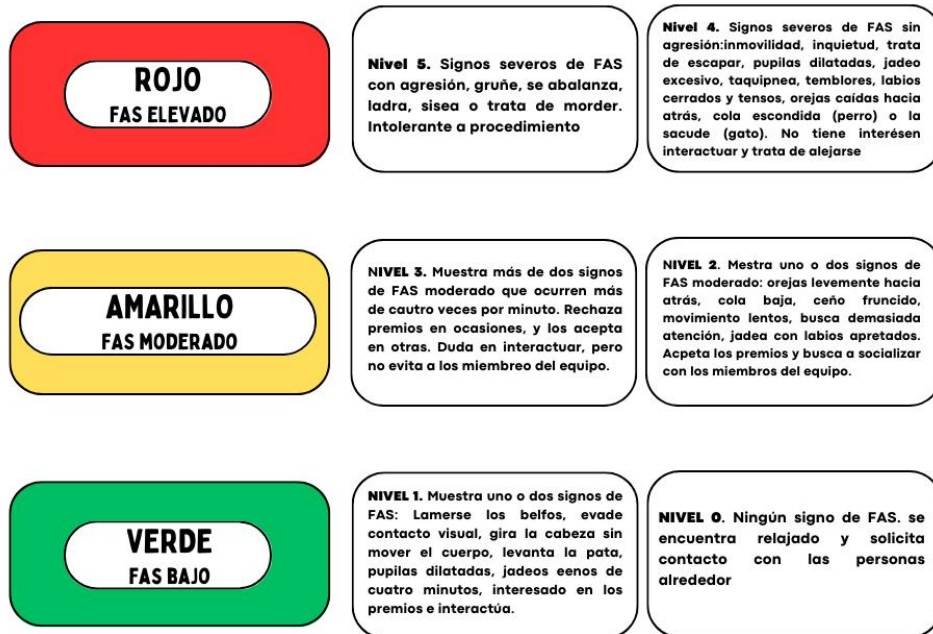 ROJO
FAS ELEVADO
Nivel 5. Signos severos de FAS
con agresión, gruñe, se abalanza,
ladra, sisea o trata de morder.
Intolerante a procedimiento
Nivel 4. Signos severos de FAS sin
agresión:inmovilidad, inquietud, trata
de escapar, pupilas dilatadas, jadeo
excesivo, taquipnea, temblores, labios
cerrados y tensos, orejas caídas hacia
atrás, cola escondida (perro) o la
sacude (gato). No tiene interésen
interactuar y trata de alejarse
AMARILLO
FAS MODERADO
NIVEL 3. Muestra más de dos signos
de FAS moderado que ocurren más
de cautro veces por minuto. Rechaza
premios en ocasiones, y los acepta
en otras. Duda en interactuar, pero
no evita a los miembreo del equipo.
NIVEL 2. Mestra uno o dos signos de
FAS moderado: orejas levemente hacia
atrás, cola baja, ceño fruncido,
movimiento lentos, busca demasiada
atención, jadea con labios apretados.
Acpeta los premios y busca a socializar
con los miembros del equipo.
VERDE
FAS BAJO
NIVEL 1. Muestra uno o dos signos de
FAS: Lamerse los belfos, evade
contacto visual, gira la cabeza sin
mover el cuerpo, levanta la pata,
pupilas dilatadas, jadeos eenos de
cuatro minutos, interesado en los
premios e interactúa.
NIVEL 0. Ningún signo de FAS. se
encuentra relajado y solicita
contacto con las personas
alrededor